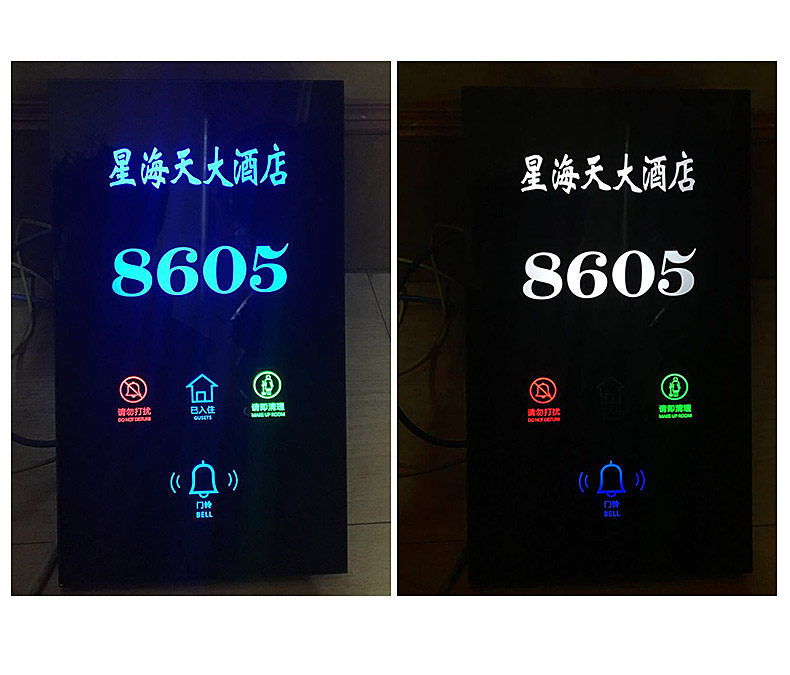 星海天大酒店
8605
请勿打扰
DO NOT DISTURB
已入住
GUSETS
请即清理
MAKE UP ROOM
门铃
BELL
星海天大酒店
8605
请勿打扰
DO NOT DISTURB
请即清理
MAKE UP ROOM
门铃
BELL